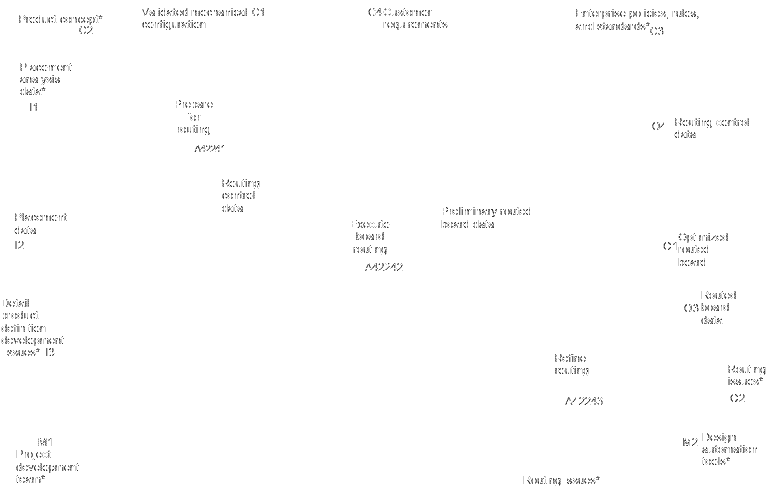 Product concept*
C2
Validated mechanical C1
configuration
C4 Customer
requirements
Enterprise policies, rules,
and standards*
C3
Placement
analysis
data*
I1
Prepare
for
routing
A42241
O4
Routing control
data
Routing
control
data
Placement
data
I2
Execute
board
routing
A42242
Preliminary routed
board data
O1
Optimized
routed
board
Detail
product
definition
development
issues* I3
O3
Routed
board
data
Refine
routing
A42243
Routing
issues*
O2
M1
Project
development
team*
M2
Design
automation
tools*
Routing issues*